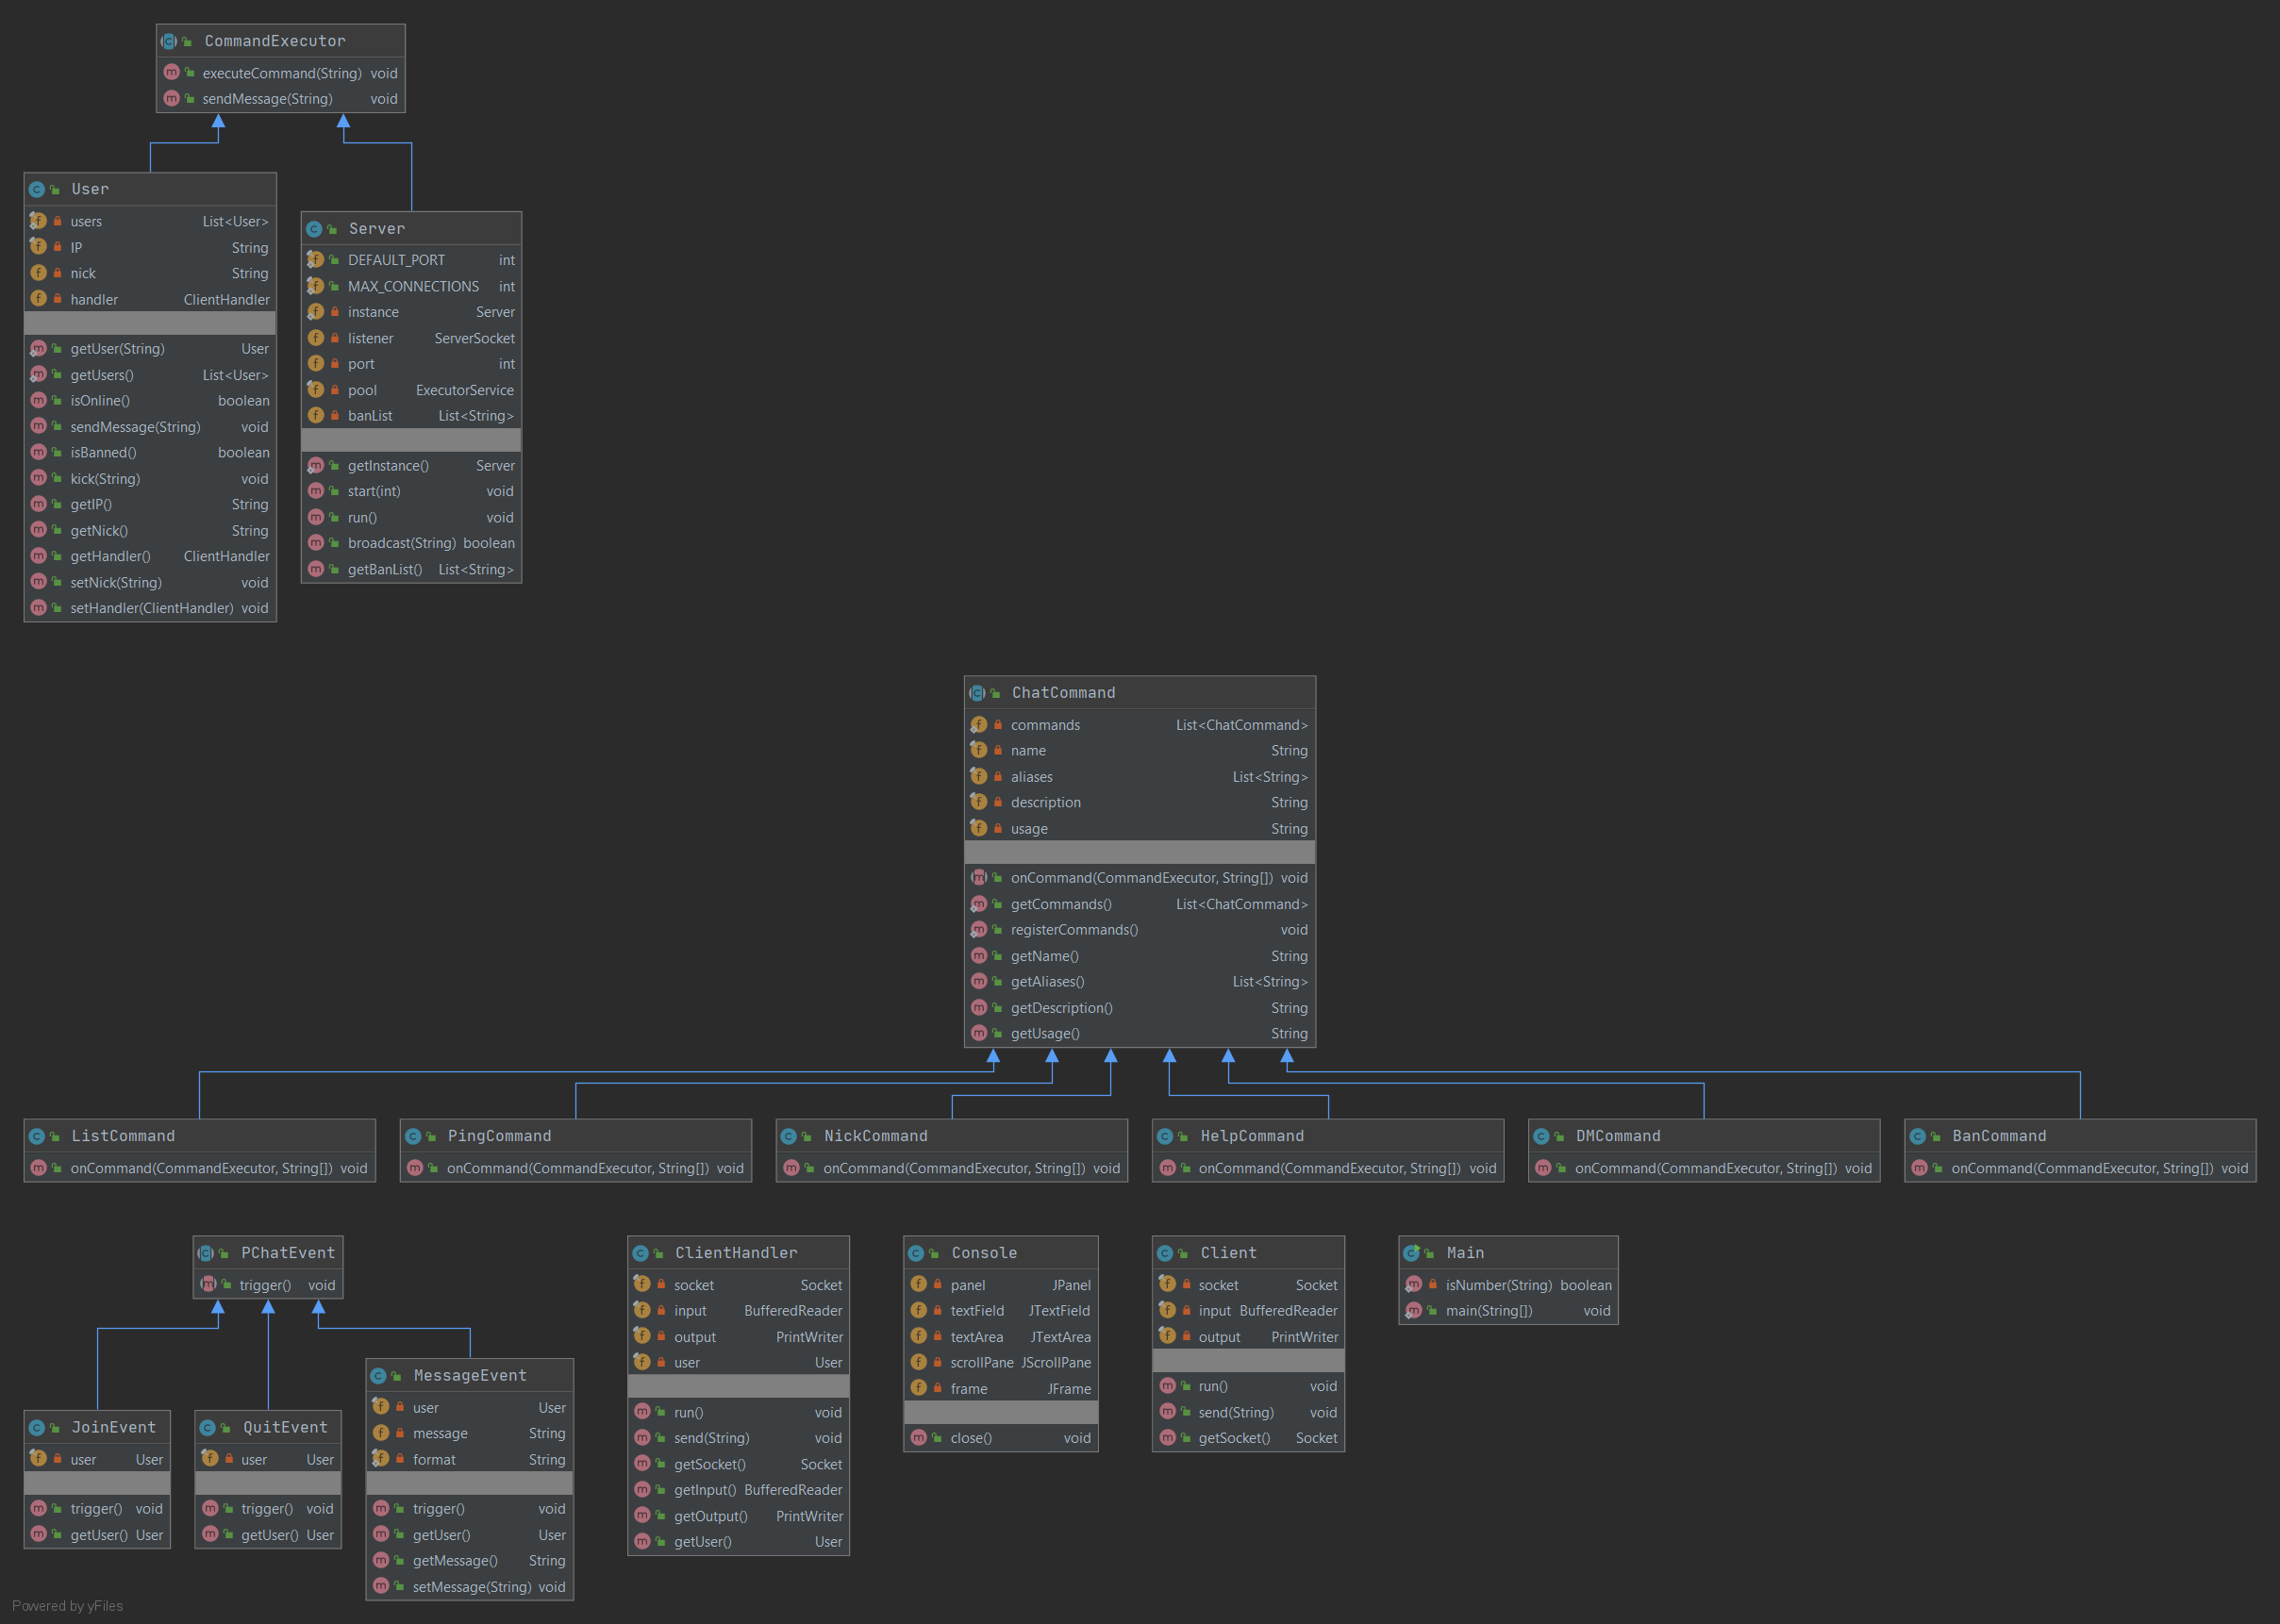 CommandExecutor
executeCommand(String) void
sendMessage(String) void
User
users List<User>
IP String
nick String
handler ClientHandler
getUser(String) User
getUsers() List<User>
isOnline() boolean
sendMessage(String) void
isBanned() boolean
kick(String) void
getIP() String
getNick() String
getHandler() ClientHandler
setNick(String) void
setHandler(ClientHandler) void
Server
DEFAULT_PORT int
MAX_CONNECTIONS int
instance Server
listener ServerSocket
port int
pool ExecutorService
banList List<String>
getInstance() Server
start(int) void
run() void
broadcast(String) boolean
getBanList() List<String>
ChatCommand
commands List<ChatCommand>
name String
aliases List<String>
description String
usage String
onCommand(CommandExecutor, String[]) void
getCommands() List<ChatCommand>
registerCommands() void
getName() String
getAliases() List<String>
getDescription() String
getUsage() String
ListCommand
onCommand(CommandExecutor, String[]) void
PingCommand
onCommand(CommandExecutor, String[]) void
NickCommand
onCommand(CommandExecutor, String[]) void
HelpCommand
onCommand(CommandExecutor, String[]) void
DMCommand
onCommand(CommandExecutor, String[]) void
BanCommand
onCommand(CommandExecutor, String[]) void
PChatEvent
trigger() void
JoinEvent
user User
trigger() void
getUser() User
QuitEvent
user User
trigger() void
getUser() User
MessageEvent
user User
message String
format String
trigger() void
getUser() User
getMessage() String
setMessage(String) void
ClientHandler
socket Socket
input BufferedReader
output PrintWriter
user User
run() void
send(String) void
getSocket() Socket
getInput() BufferedReader
getOutput() PrintWriter
getUser() User
Console
panel JPanel
textField JTextField
textArea JTextArea
scrollPane JScrollPane
frame JFrame
close() void
Client
socket Socket
input BufferedReader
output PrintWriter
run() void
send(String) void
getSocket() Socket
Main
isNumber(String) boolean
main(String[]) void
Powered by yFiles